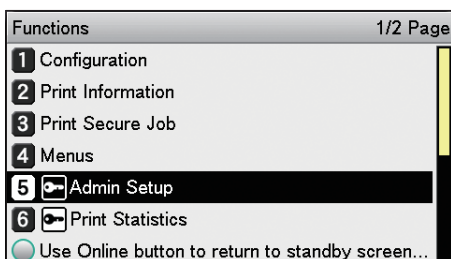 Functions 1/2 Page
1 Configuration
2 Print Information
3 Print Secure Job
4 Menus
5 Admin Setup
6 Print Statistics
Use Online button to return to standby screen...